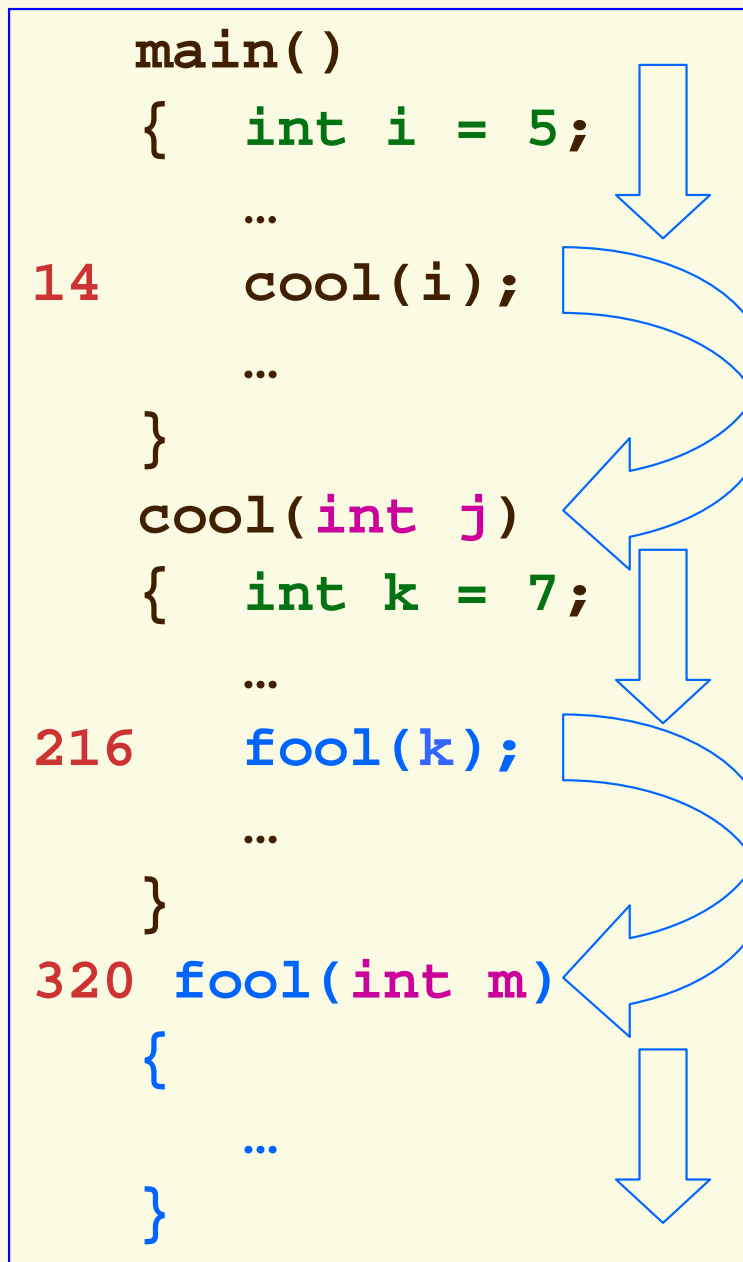 main()
{ int i = 5;
…
14 cool(i);
…
}
cool(int j)
{ int k = 7;
…
216 fool(k);
…
}
320 fool(int m)
{
…
}